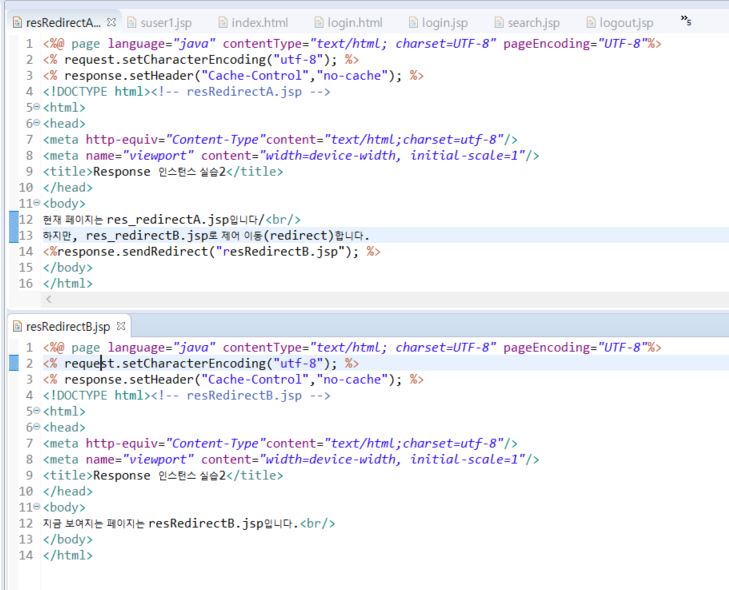 resRedirectA... suser1.jsp index.html login.html login.jsp search.jsp logout.jsp »5
1 <%@ page language="java" contentType="text/html; charset=UTF-8" pageEncoding="UTF-8"%>
2 <% request.setCharacterEncoding("utf-8"); %>
3 <% response.setHeader("Cache-Control","no-cache"); %>
4 <!DOCTYPE html><!-- resRedirectA.jsp -->
5 <html>
6 <head>
7 <meta http-equiv="Content-Type"content="text/html;charset=utf-8"/>
8 <meta name="viewport" content="width=device-width, initial-scale=1"/>
9 <title>Response 인스턴스 실습2</title>
10 </head>
11 <body>
12 현재 페이지는 res_redirectA.jsp입니다/<br/>
13 하지만, res_redirectB.jsp로 제어 이동(redirect)합니다.
14 <%response.sendRedirect("resRedirectB.jsp"); %>
15 </body>
16 </html>
resRedirectB.jsp
1 <%@ page language="java" contentType="text/html; charset=UTF-8" pageEncoding="UTF-8"%>
2 <% request.setCharacterEncoding("utf-8"); %>
3 <% response.setHeader("Cache-Control","no-cache"); %>
4 <!DOCTYPE html><!-- resRedirectB.jsp -->
5 <html>
6 <head>
7 <meta http-equiv="Content-Type"content="text/html;charset=utf-8"/>
8 <meta name="viewport" content="width=device-width, initial-scale=1"/>
9 <title>Response 인스턴스 실습2</title>
10 </head>
11 <body>
12 지금 보여지는 페이지는 resRedirectB.jsp입니다.<br/>
13 </body>
14 </html>